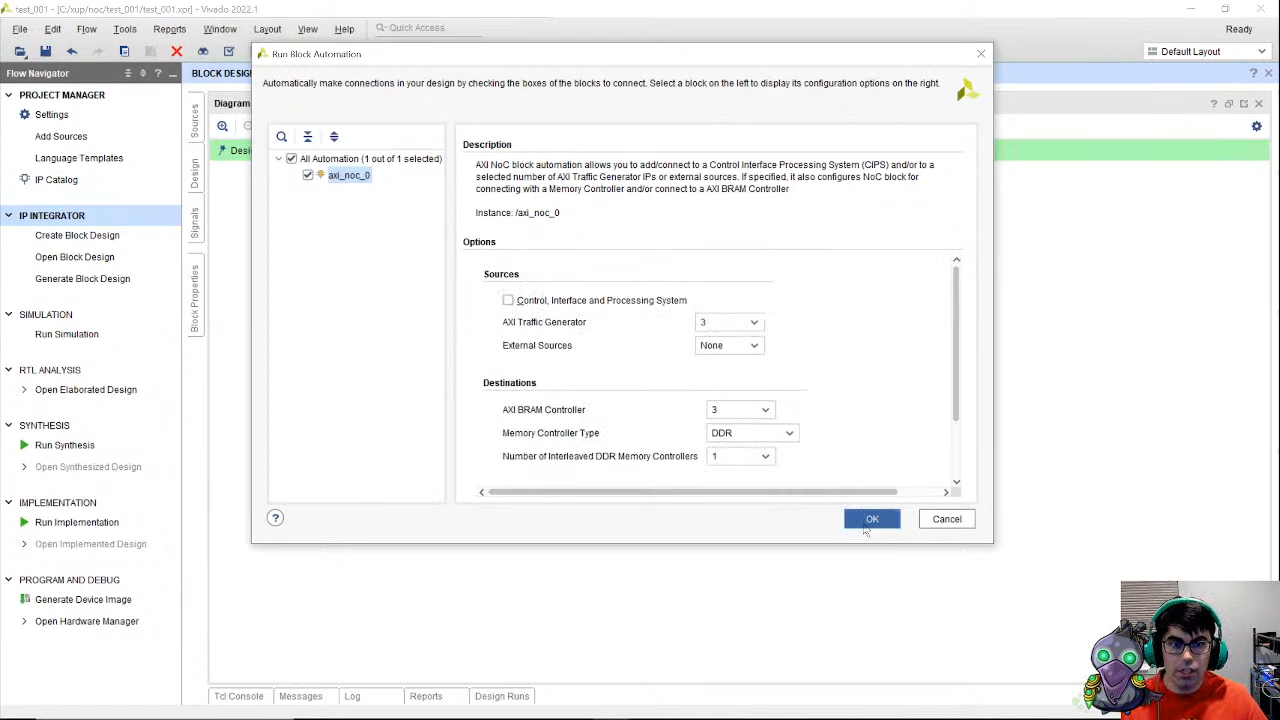 test_001 - [C:/xup/noc/test_001/test_001.xpr] - Vivado 2022.1
File Edit Flow Tools Reports Window Layout View Help Quick Access
Ready
Default Layout
Flow Navigator
PROJECT MANAGER
Settings
Add Sources
Language Templates
IP Catalog
IP INTEGRATOR
Create Block Design
Open Block Design
Generate Block Design
SIMULATION
Run Simulation
RTL ANALYSIS
Open Elaborated Design
SYNTHESIS
Run Synthesis
Open Synthesized Design
IMPLEMENTATION
Run Implementation
Open Implemented Design
PROGRAM AND DEBUG
Generate Device Image
Open Hardware Manager
BLOCK DESIG
Sources
Design
Signals
Block Properties
Diagram
Desi
Run Block Automation
Automatically make connections in your design by checking the boxes of the blocks to connect. Select a block on the left to display its configuration options on the right.
All Automation (1 out of 1 selected)
axi_noc_0
Description
AXI NoC block automation allows you to add/connect to a Control Interface Processing System (CIPS) and/or to a
selected number of AXI Traffic Generator IPs or external sources. If specified, it also configures NoC block for
connecting with a Memory Controller and/or connect to a AXI BRAM Controller
Instance: /axi_noc_0
Options
Sources
Control, Interface and Processing System
AXI Traffic Generator 3
External Sources None
Destinations
AXI BRAM Controller 3
Memory Controller Type DDR
Number of Interleaved DDR Memory Controllers 1
?
OK
Cancel
Tcl Console Messages Log Reports Design Runs